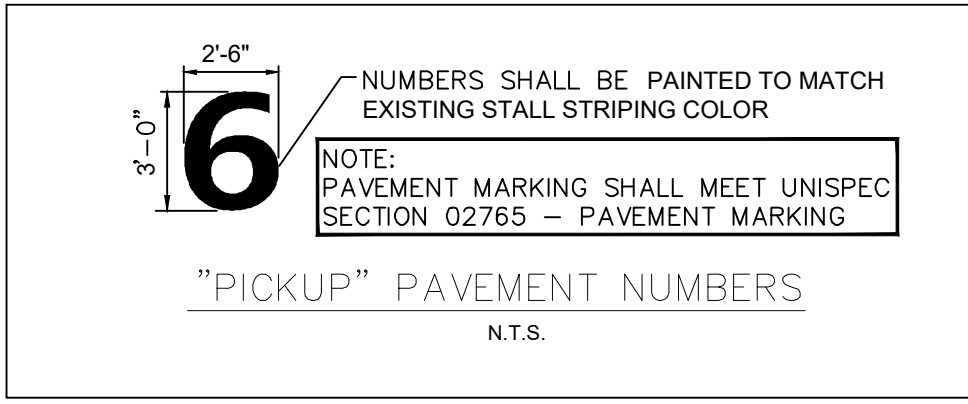 2'-6"
3'-0"
6
NUMBERS SHALL BE PAINTED TO MATCH
EXISTING STALL STRIPING COLOR
NOTE:
PAVEMENT MARKING SHALL MEET UNISPEC
SECTION 02765 – PAVEMENT MARKING
"PICKUP" PAVEMENT NUMBERS
N.T.S.